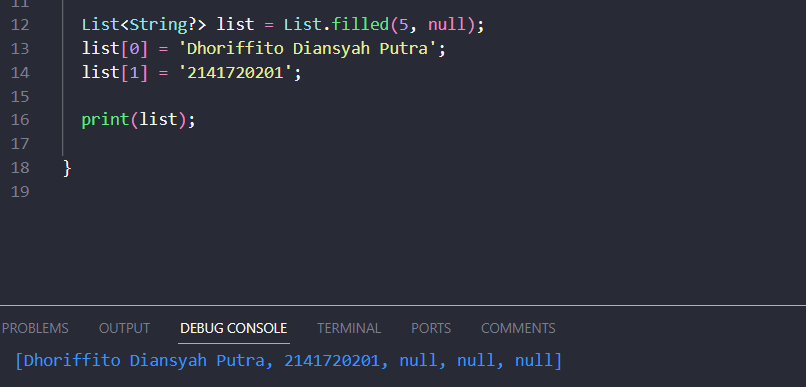 11
12 List<String?> list = List.filled(5, null);
13 list[0] = 'Dhoriffito Diansyah Putra';
14 list[1] = '2141720201';
15
16 print(list);
17
18 }
19
PROBLEMS OUTPUT DEBUG CONSOLE TERMINAL PORTS COMMENTS
[Dhoriffito Diansyah Putra, 2141720201, null, null, null]